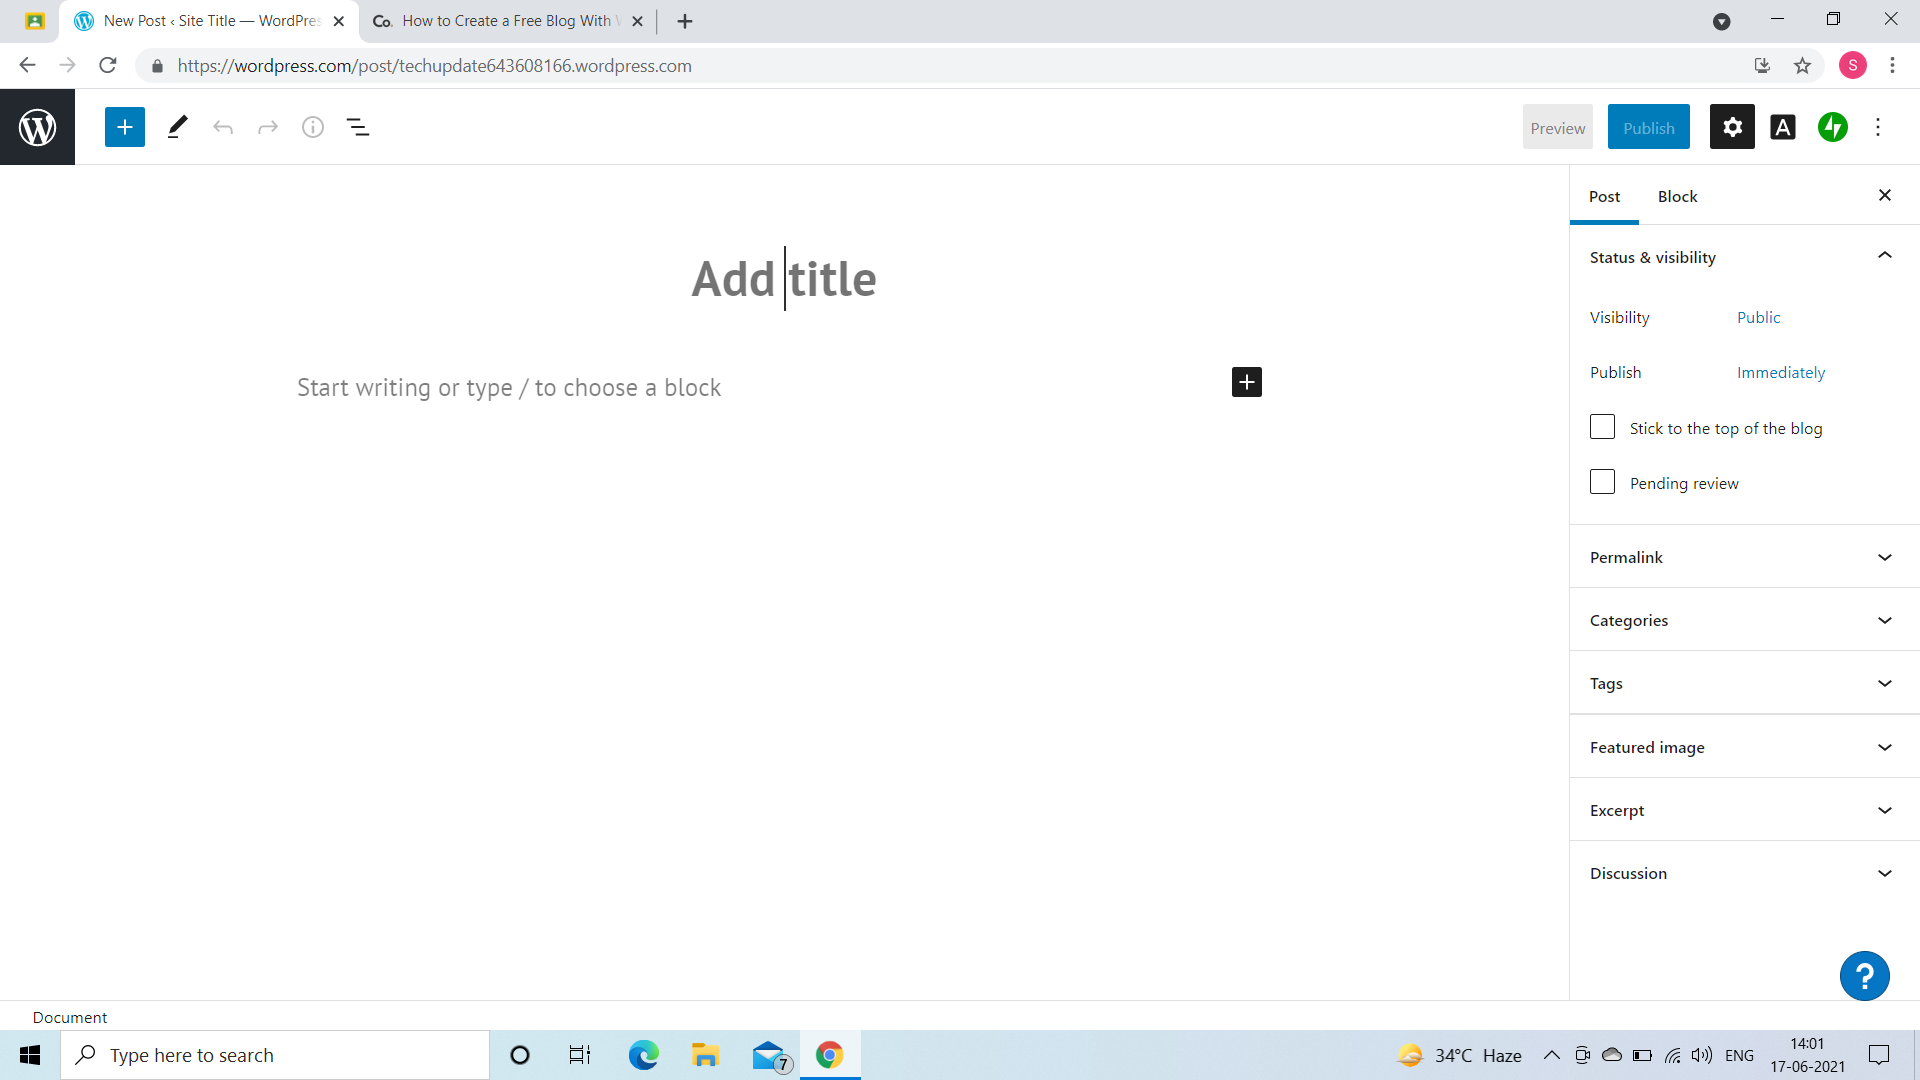 New Post ‹ Site Title — WordPres
Co. How to Create a Free Blog With
https://wordpress.com/post/techupdate643608166.wordpress.com
S
Preview
Publish
A
Post
Block
Add title
Start writing or type / to choose a block
Status & visibility
Visibility Public
Publish Immediately
Stick to the top of the blog
Pending review
Permalink
Categories
Tags
Featured image
Excerpt
Discussion
?
Document
Type here to search
7
34°C Haze
ENG
14:01
17-06-2021